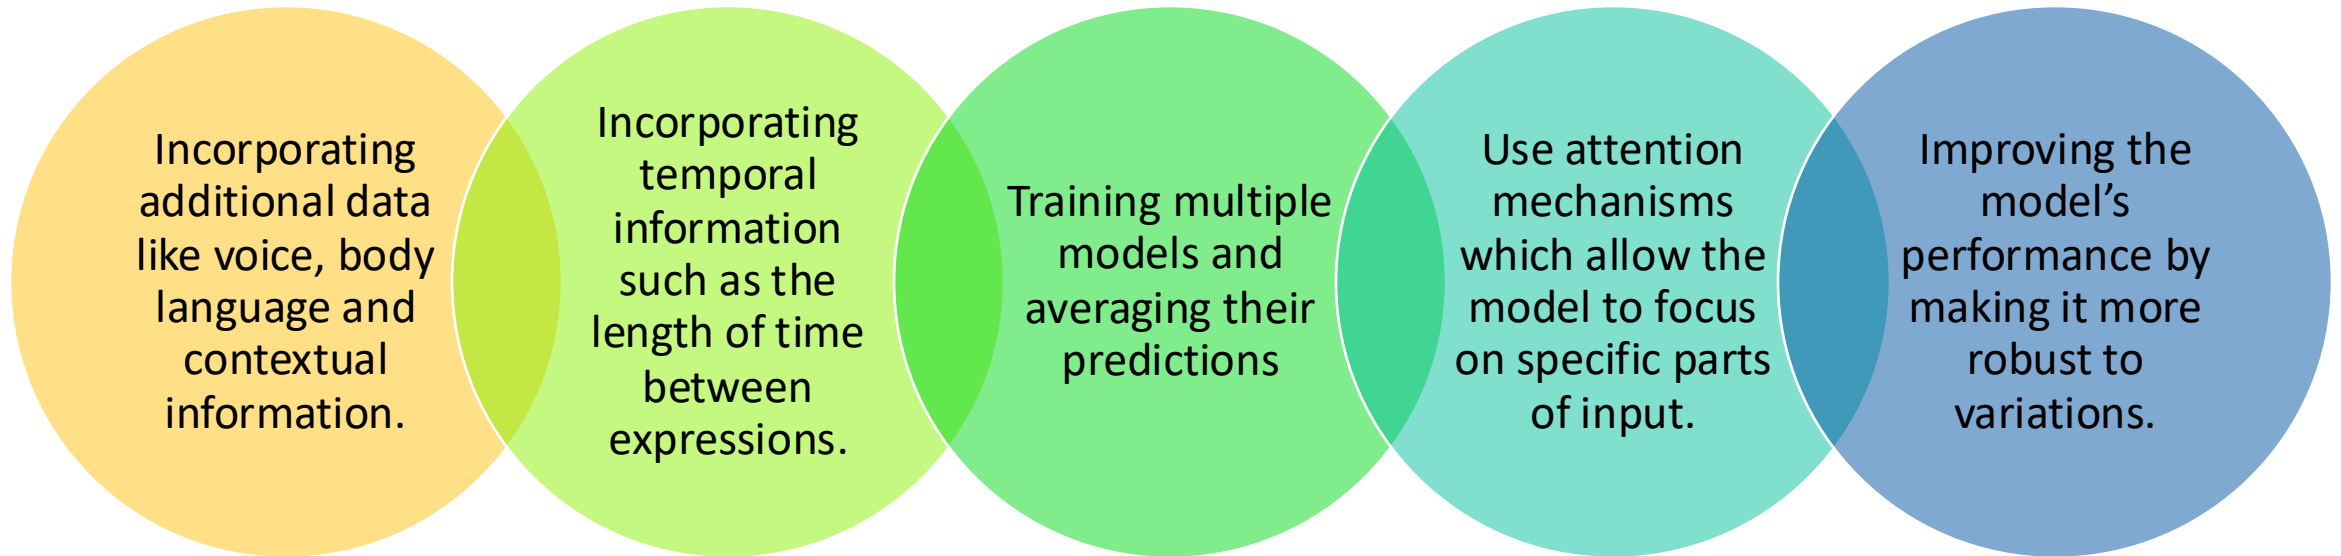 Incorporating
additional data
like voice, body
language and
contextual
information.
Incorporating
temporal
information
such as the
length of time
between
expressions.
Training multiple
models and
averaging their
predictions
Use attention
mechanisms
which allow the
model to focus
on specific parts
of input.
Improving the
model’s
performance by
making it more
robust to
variations.